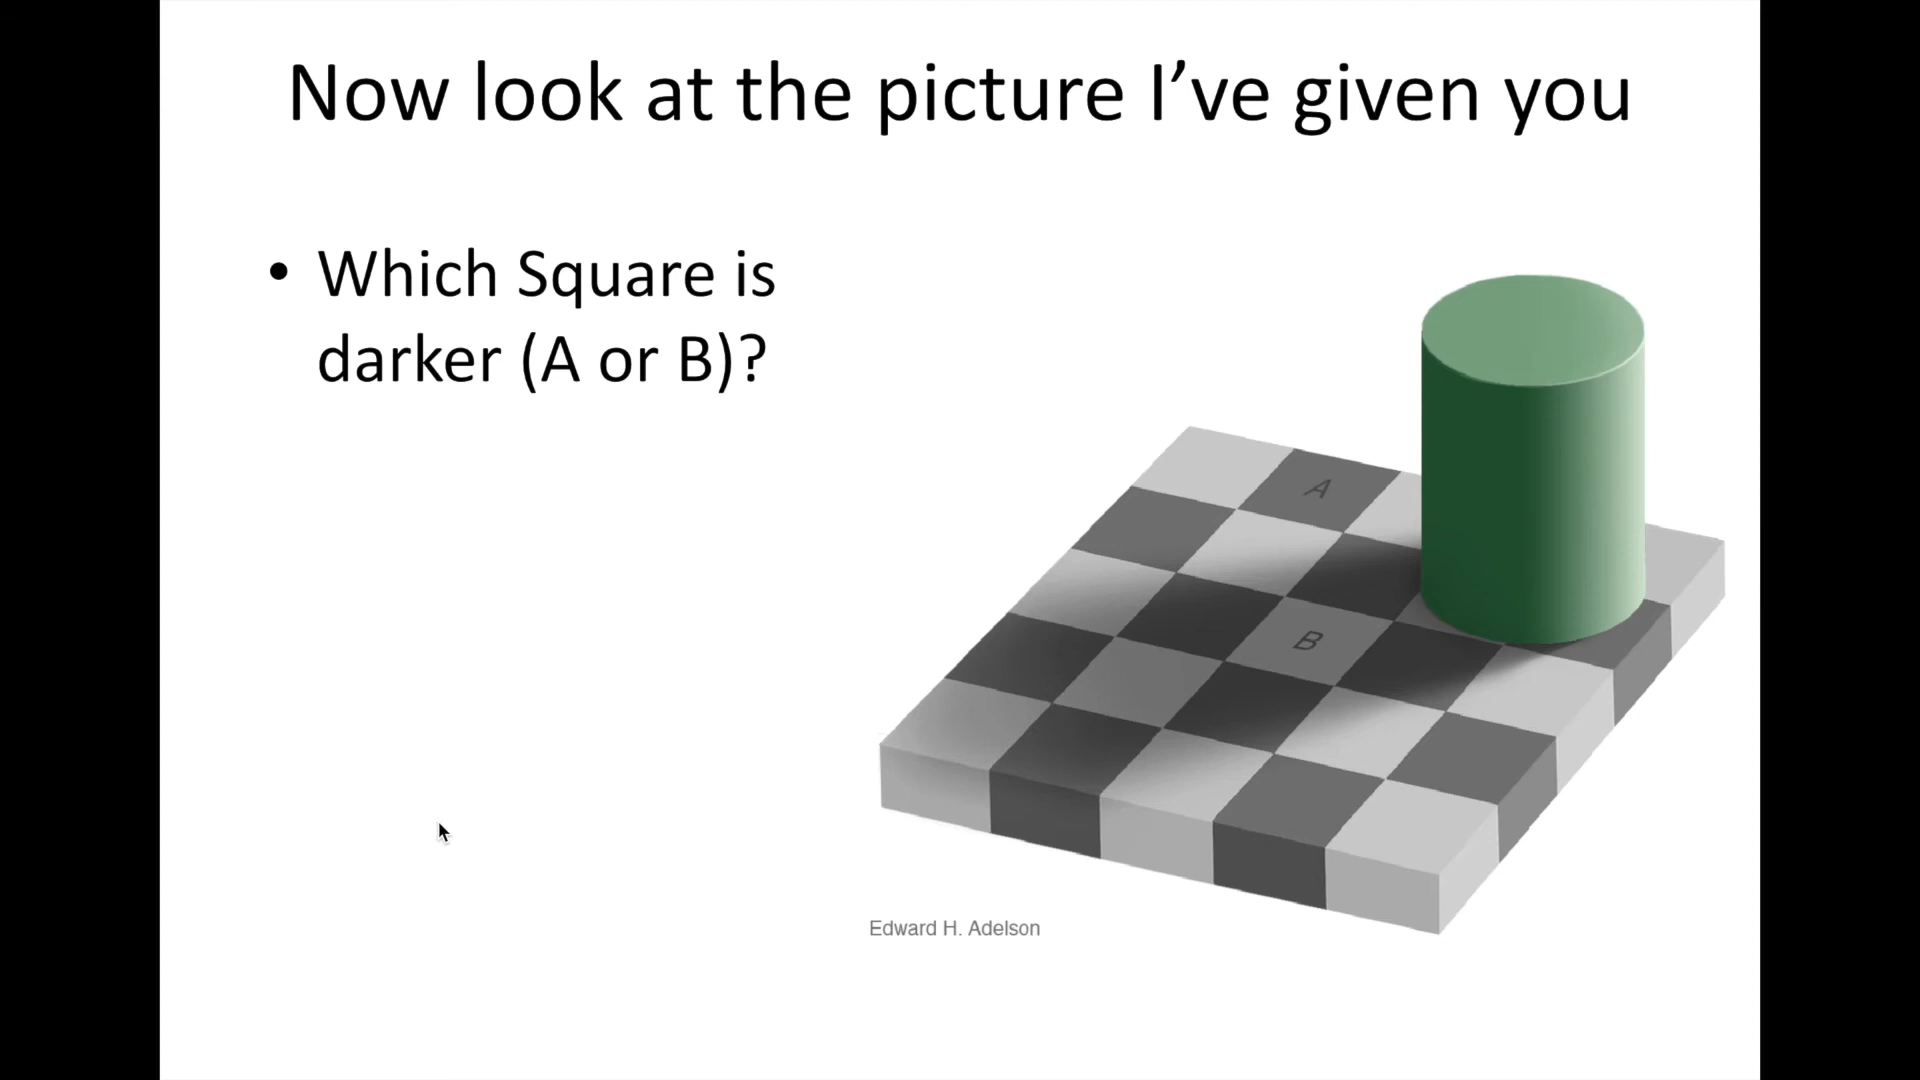 Now look at the picture I’ve given you
• Which Square is
darker (A or B)?
A
B
Edward H. Adelson